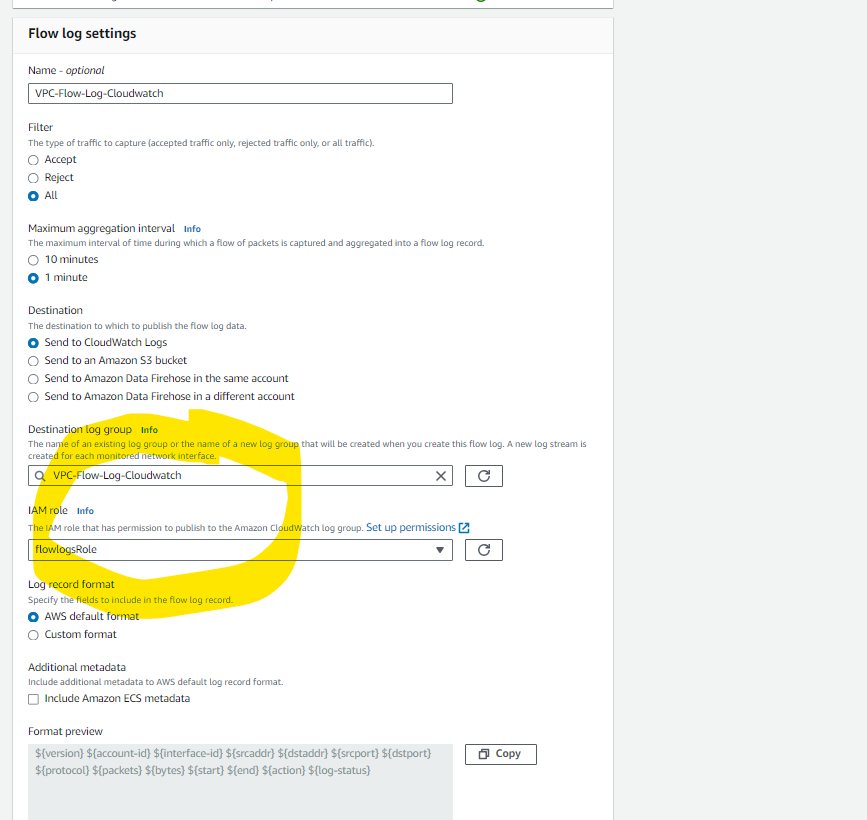 Flow log settings
Name - optional
VPC-Flow-Log-Cloudwatch
Filter
The type of traffic to capture (accepted traffic only, rejected traffic only, or all traffic).
Accept
Reject
All
Maximum aggregation interval Info
The maximum interval of time during which a flow of packets is captured and aggregated into a flow log record.
10 minutes
1 minute
Destination
The destination to which to publish the flow log data.
Send to CloudWatch Logs
Send to an Amazon S3 bucket
Send to Amazon Data Firehose in the same account
Send to Amazon Data Firehose in a different account
Destination log group Info
The name of an existing log group or the name of a new log group that will be created when you create this flow log. A new log stream is
created for each monitored network interface.
VPC-Flow-Log-Cloudwatch
IAM role Info
The IAM role that has permission to publish to the Amazon CloudWatch log group. Set up permissions
flowlogsRole
Log record format
Specify the fields to include in the flow log record.
AWS default format
Custom format
Additional metadata
Include additional metadata to AWS default log record format.
Include Amazon ECS metadata
Format preview
${version} ${account-id} ${interface-id} ${srcaddr} ${dstaddr} ${srcport} ${dstport}
${protocol} ${packets} ${bytes} ${start} ${end} ${action} ${log-status}
Copy